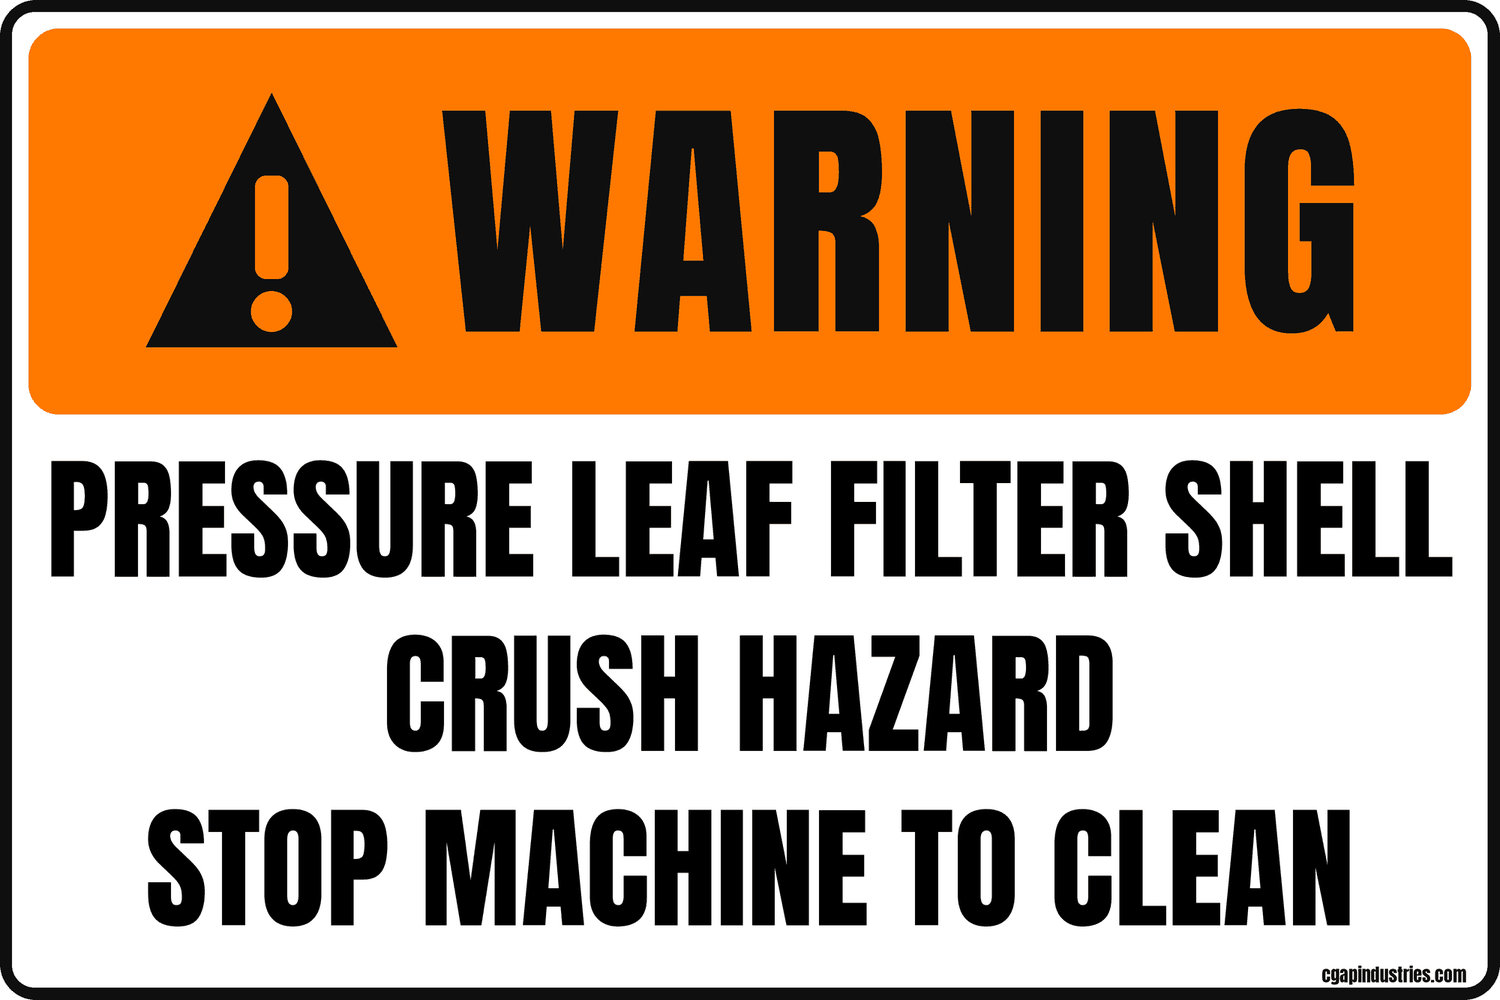 WARNING
PRESSURE LEAF FILTER SHELL
CRUSH HAZARD
STOP MACHINE TO CLEAN
cgapindustries.com